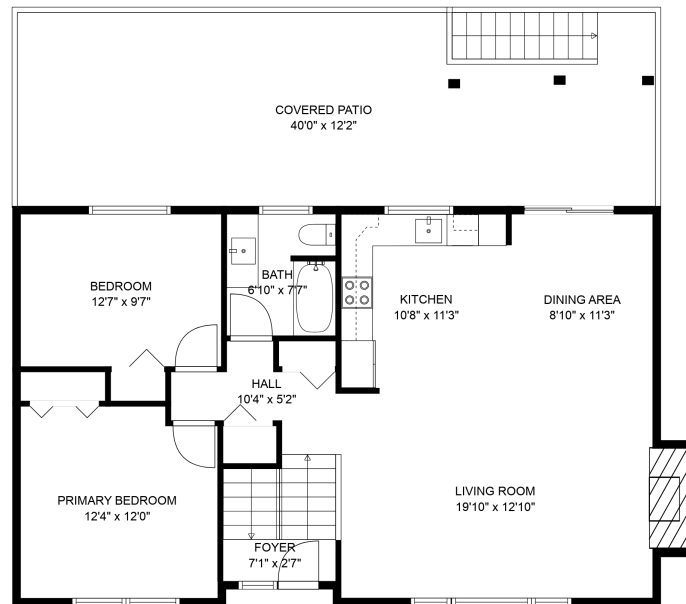 COVERED PATIO
40'0" x 12'2"
BEDROOM
12'7" x 9'7"
BATH
6'10" x 7'7"
KITCHEN
10'8" x 11'3"
DINING AREA
8'10" x 11'3"
HALL
10'4" x 5'2"
PRIMARY BEDROOM
12'4" x 12'0"
LIVING ROOM
19'10" x 12'10"
FOYER
7'1" x 2'7"